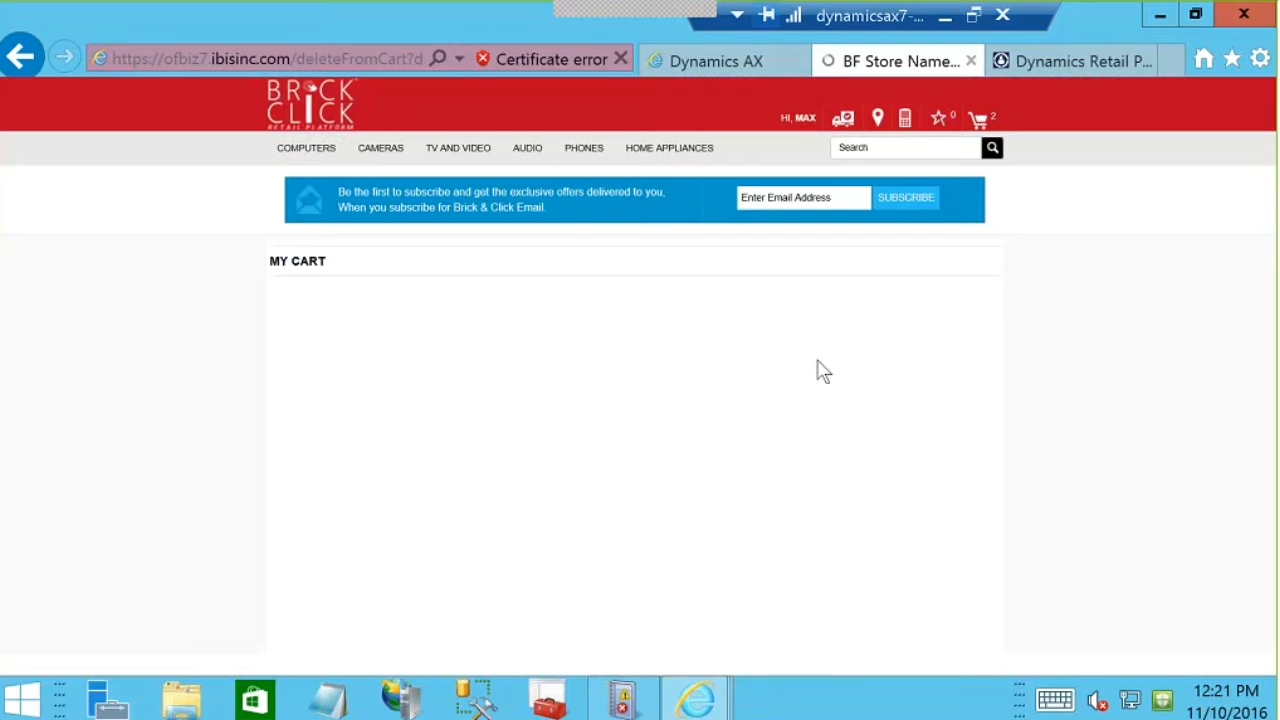 dynamicsax7-...
https://ofbiz7.ibisinc.com/deleteFromCart?d
Certificate error
Dynamics AX
BF Store Name...
Dynamics Retail P...
BRICK
CLICK
RETAIL PLATFORM
HI, MAX
0
2
COMPUTERS
CAMERAS
TV AND VIDEO
AUDIO
PHONES
HOME APPLIANCES
Search
Be the first to subscribe and get the exclusive offers delivered to you,
When you subscribe for Brick & Click Email.
Enter Email Address
SUBSCRIBE
MY CART
12:21 PM
11/10/2016